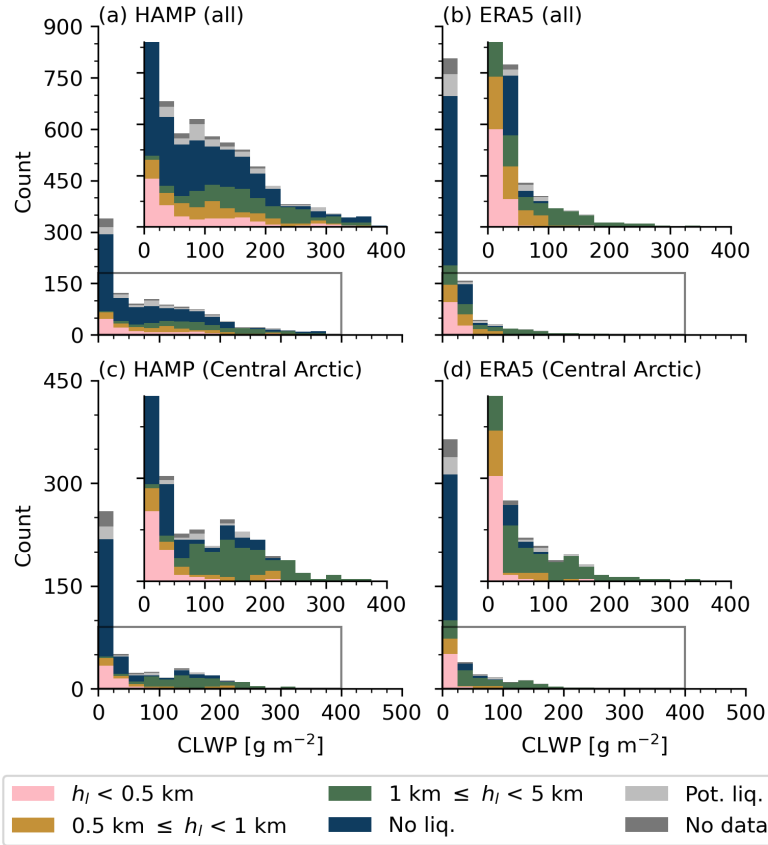 (a) HAMP (all)
(b) ERA5 (all)
900
750
600
450
300
150
0
Count
0 100 200 300 400
0 100 200 300 400
(c) HAMP (Central Arctic)
(d) ERA5 (Central Arctic)
450
300
150
0
Count
0 100 200 300 400
0 100 200 300 400
0 100 200 300 400 500
0 100 200 300 400 500
CLWP [g m⁻²]
CLWP [g m⁻²]
h_l < 0.5 km
0.5 km ≤ h_l < 1 km
1 km ≤ h_l < 5 km
No liq.
Pot. liq.
No data